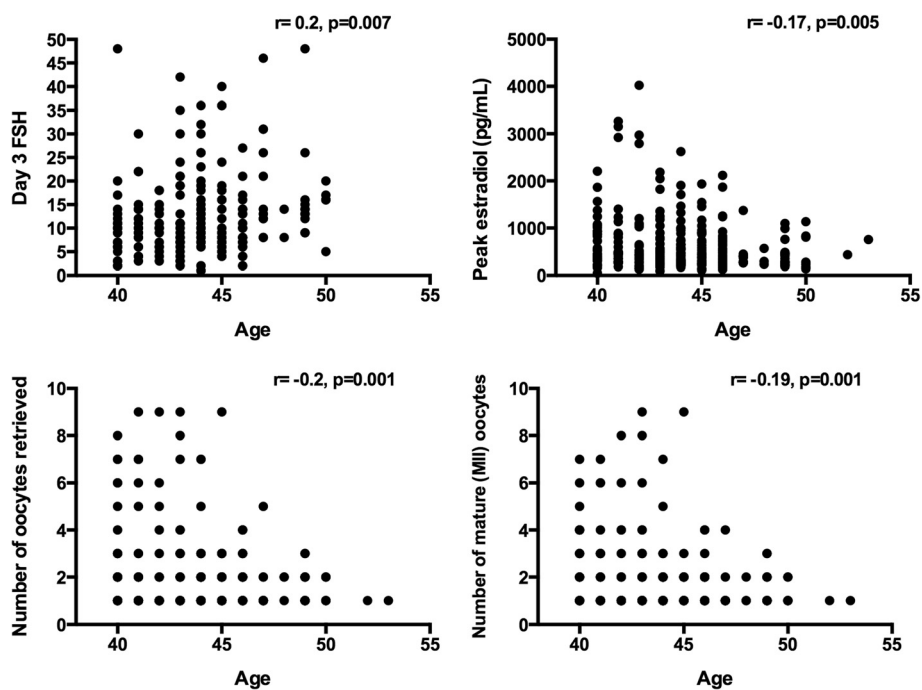 r= 0.2, p=0.007
50
45
40
35
30
25
20
15
10
5
0
Day 3 FSH
40 45 50 55
Age
r= -0.17, p=0.005
5000
4000
3000
2000
1000
0
Peak estradiol (pg/mL)
40 45 50 55
Age
r= -0.2, p=0.001
10
8
6
4
2
0
Number of oocytes retrieved
40 45 50 55
Age
r= -0.19, p=0.001
10
8
6
4
2
0
Number of mature (MII) oocytes
40 45 50 55
Age